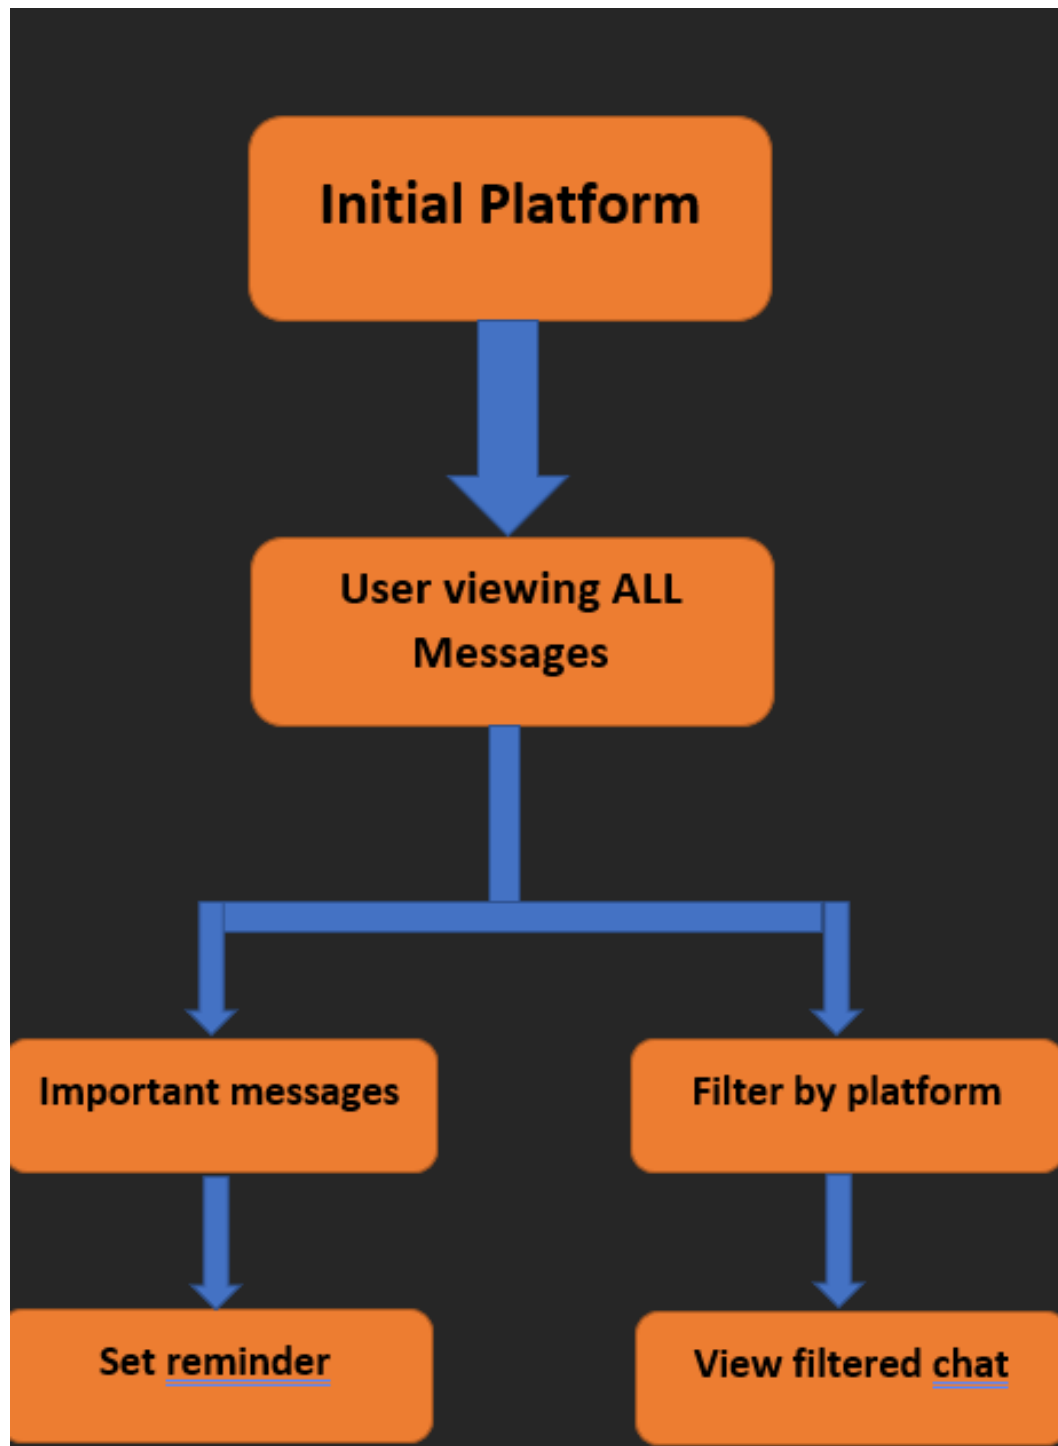 Initial Platform
User viewing ALL
Messages
Important messages
Filter by platform
Set reminder
View filtered chat